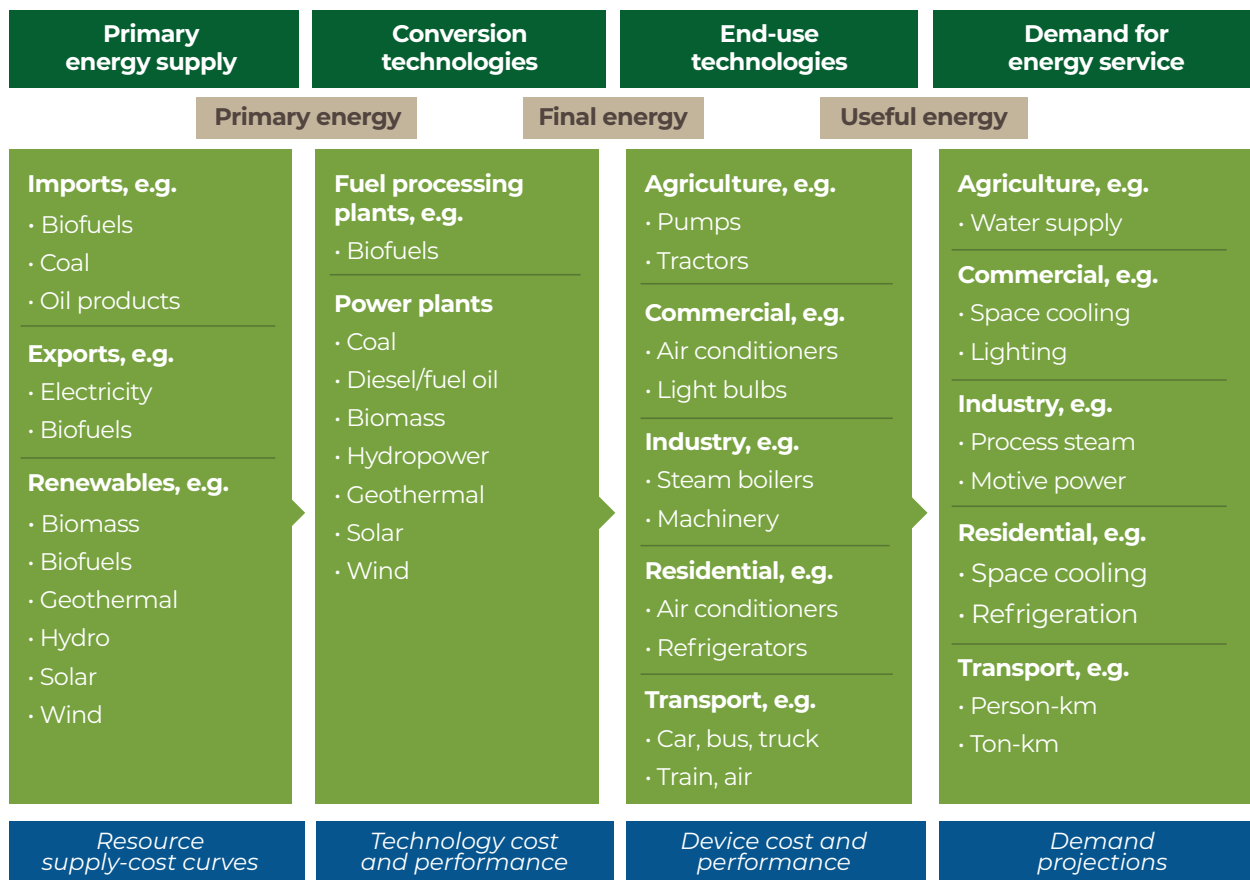 Primary
energy supply
Conversion
technologies
End-use
technologies
Demand for
energy service
Primary energy
Final energy
Useful energy
Imports, e.g.
· Biofuels
· Coal
· Oil products
Exports, e.g.
· Electricity
· Biofuels
Renewables, e.g.
· Biomass
· Biofuels
· Geothermal
· Hydro
· Solar
· Wind
Fuel processing
plants, e.g.
· Biofuels
Power plants
· Coal
· Diesel/fuel oil
· Biomass
· Hydropower
· Geothermal
· Solar
· Wind
Agriculture, e.g.
· Pumps
· Tractors
Commercial, e.g.
· Air conditioners
· Light bulbs
Industry, e.g.
· Steam boilers
· Machinery
Residential, e.g.
· Air conditioners
· Refrigerators
Transport, e.g.
· Car, bus, truck
· Train, air
Agriculture, e.g.
· Water supply
Commercial, e.g.
· Space cooling
· Lighting
Industry, e.g.
· Process steam
· Motive power
Residential, e.g.
· Space cooling
· Refrigeration
Transport, e.g.
· Person-km
· Ton-km
Resource
supply-cost curves
Technology cost
and performance
Device cost and
performance
Demand
projections